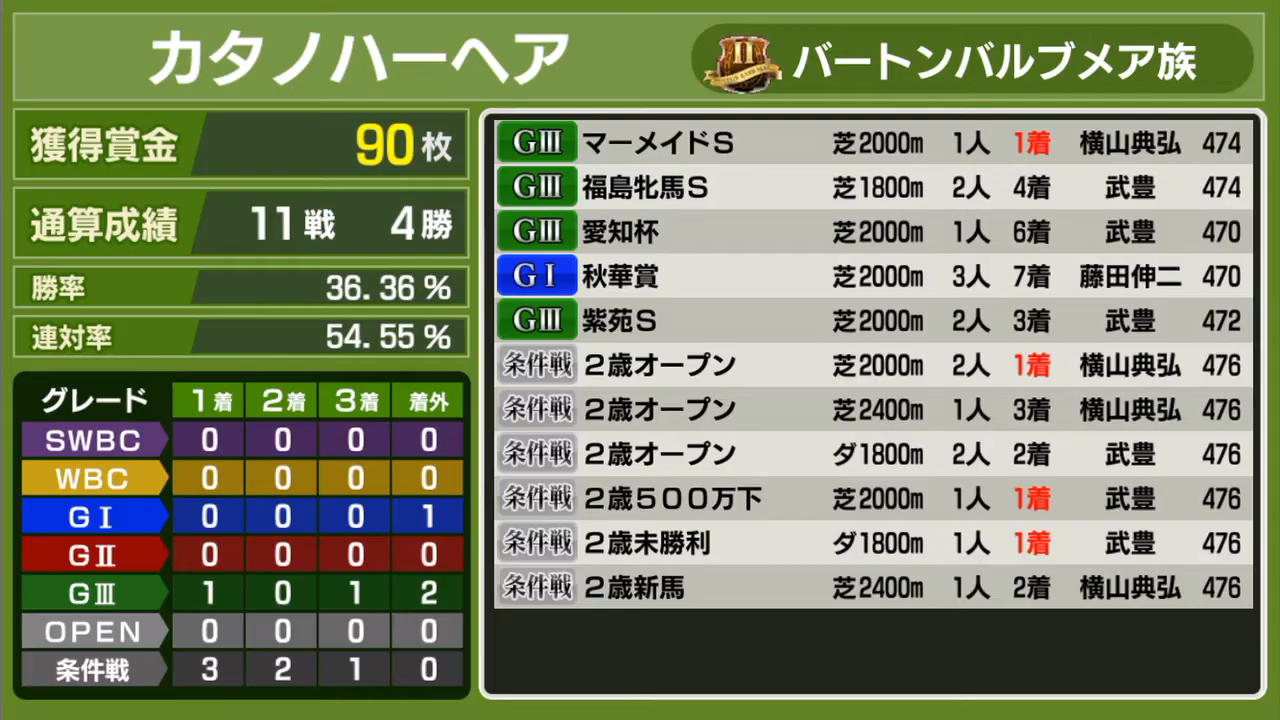 カタノハーヘア
II
バートンバルブメア族
獲得賞金 90枚
通算成績 11戦 4勝
勝率 36.36%
連対率 54.55%
グレード 1着 2着 3着 着外
SWBC 0 0 0 0
WBC 0 0 0 0
GⅠ 0 0 0 1
GⅡ 0 0 0 0
GⅢ 1 0 1 2
OPEN 0 0 0 0
条件戦 3 2 1 0
GⅢ マーメイドS 芝2000m 1人 1着 横山典弘 474
GⅢ 福島牝馬S 芝1800m 2人 4着 武豊 474
GⅢ 愛知杯 芝2000m 1人 6着 武豊 470
GⅠ 秋華賞 芝2000m 3人 7着 藤田伸二 470
GⅢ 紫苑S 芝2000m 2人 3着 武豊 472
条件戦 2歳オープン 芝2000m 2人 1着 横山典弘 476
条件戦 2歳オープン 芝2400m 1人 3着 横山典弘 476
条件戦 2歳オープン ダ1800m 2人 2着 武豊 476
条件戦 2歳500万下 芝2000m 1人 1着 武豊 476
条件戦 2歳未勝利 ダ1800m 1人 1着 武豊 476
条件戦 2歳新馬 芝2400m 1人 2着 横山典弘 476